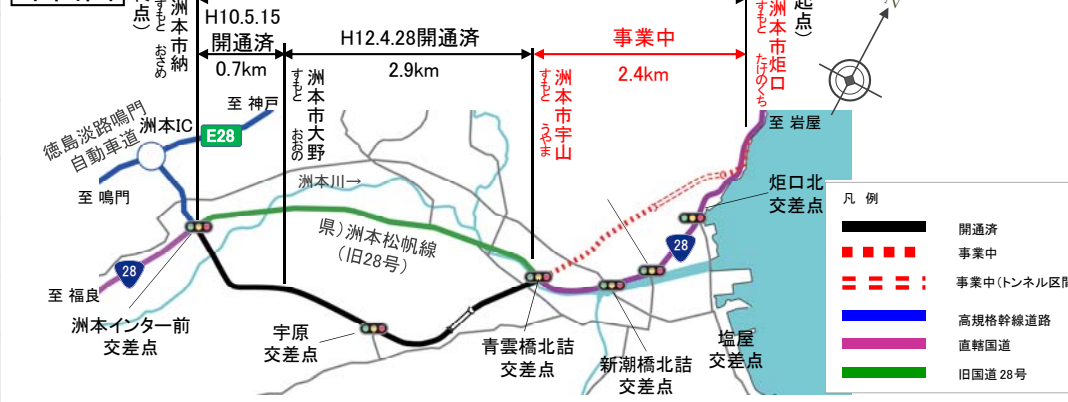 起点）
洲本市納
すもと おさめ
H10.5.15
開通済
0.7km
H12.4.28開通済
2.9km
事業中
2.4km
洲本市炬口
すもと たけのくち
N
洲本市大野
すもと おおの
洲本市宇山
すもと うやま
至 神戸
至 岩屋
洲本IC
E28
徳島淡路鳴門
自動車道
至 鳴門
洲本川→
県）洲本松帆線
（旧28号）
炬口北
交差点
28
28
至 福良
洲本インター前
交差点
宇原
交差点
青雲橋北詰
交差点
新潮橋北詰
交差点
塩屋
交差点
凡 例
開通済
事業中
事業中（トンネル区間
高規格幹線道路
直轄国道
旧国道28号